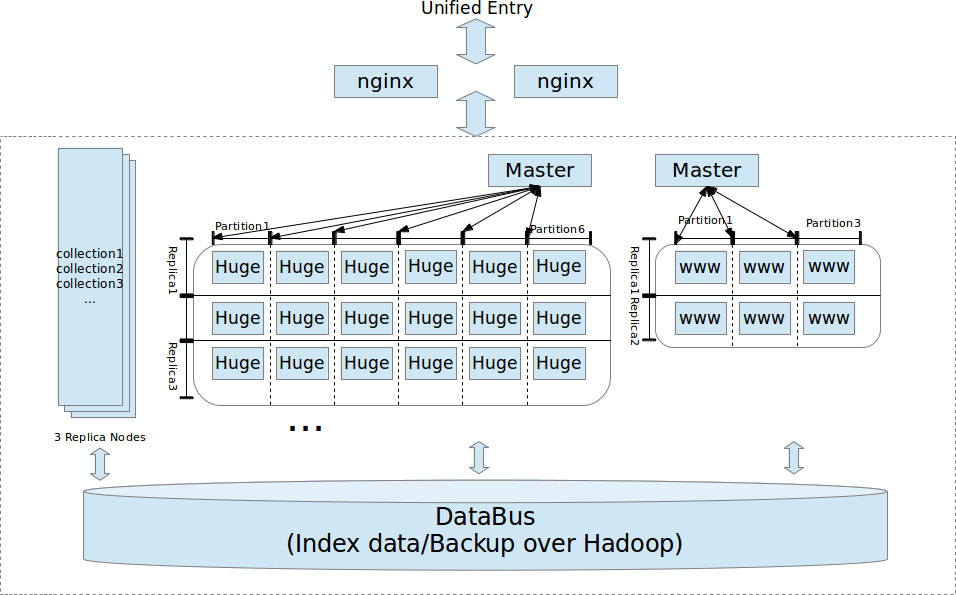 Unified Entry
nginx
nginx
Master
Master
Partition1
Partition6
Partition1
Partition3
collection1
collection2
collection3
...
Replica1
Replica3
Huge Huge Huge Huge Huge Huge
Huge Huge Huge Huge Huge Huge
Huge Huge Huge Huge Huge Huge
...
Replica1
Replica2
www www www
www www www
3 Replica Nodes
DataBus
(Index data/Backup over Hadoop)